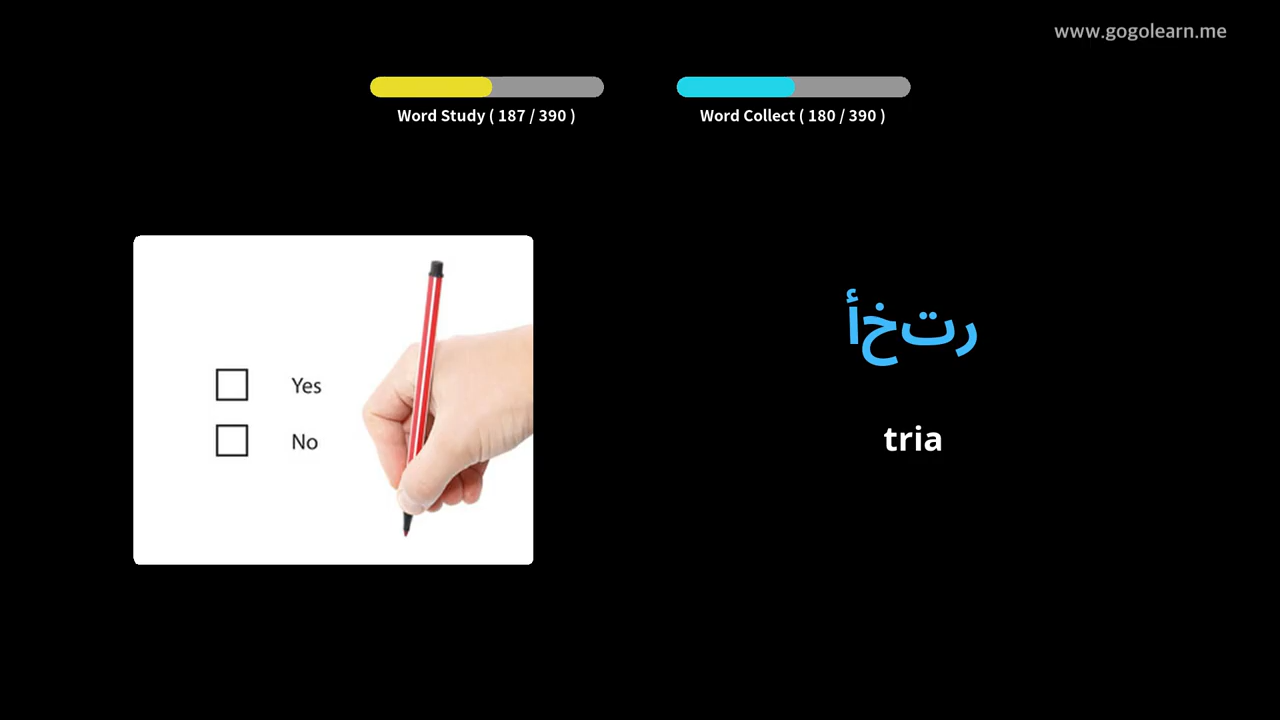 www.gogolearn.me
Word Study ( 187 / 390 )
Word Collect ( 180 / 390 )
Yes
No
رتخأ
tria